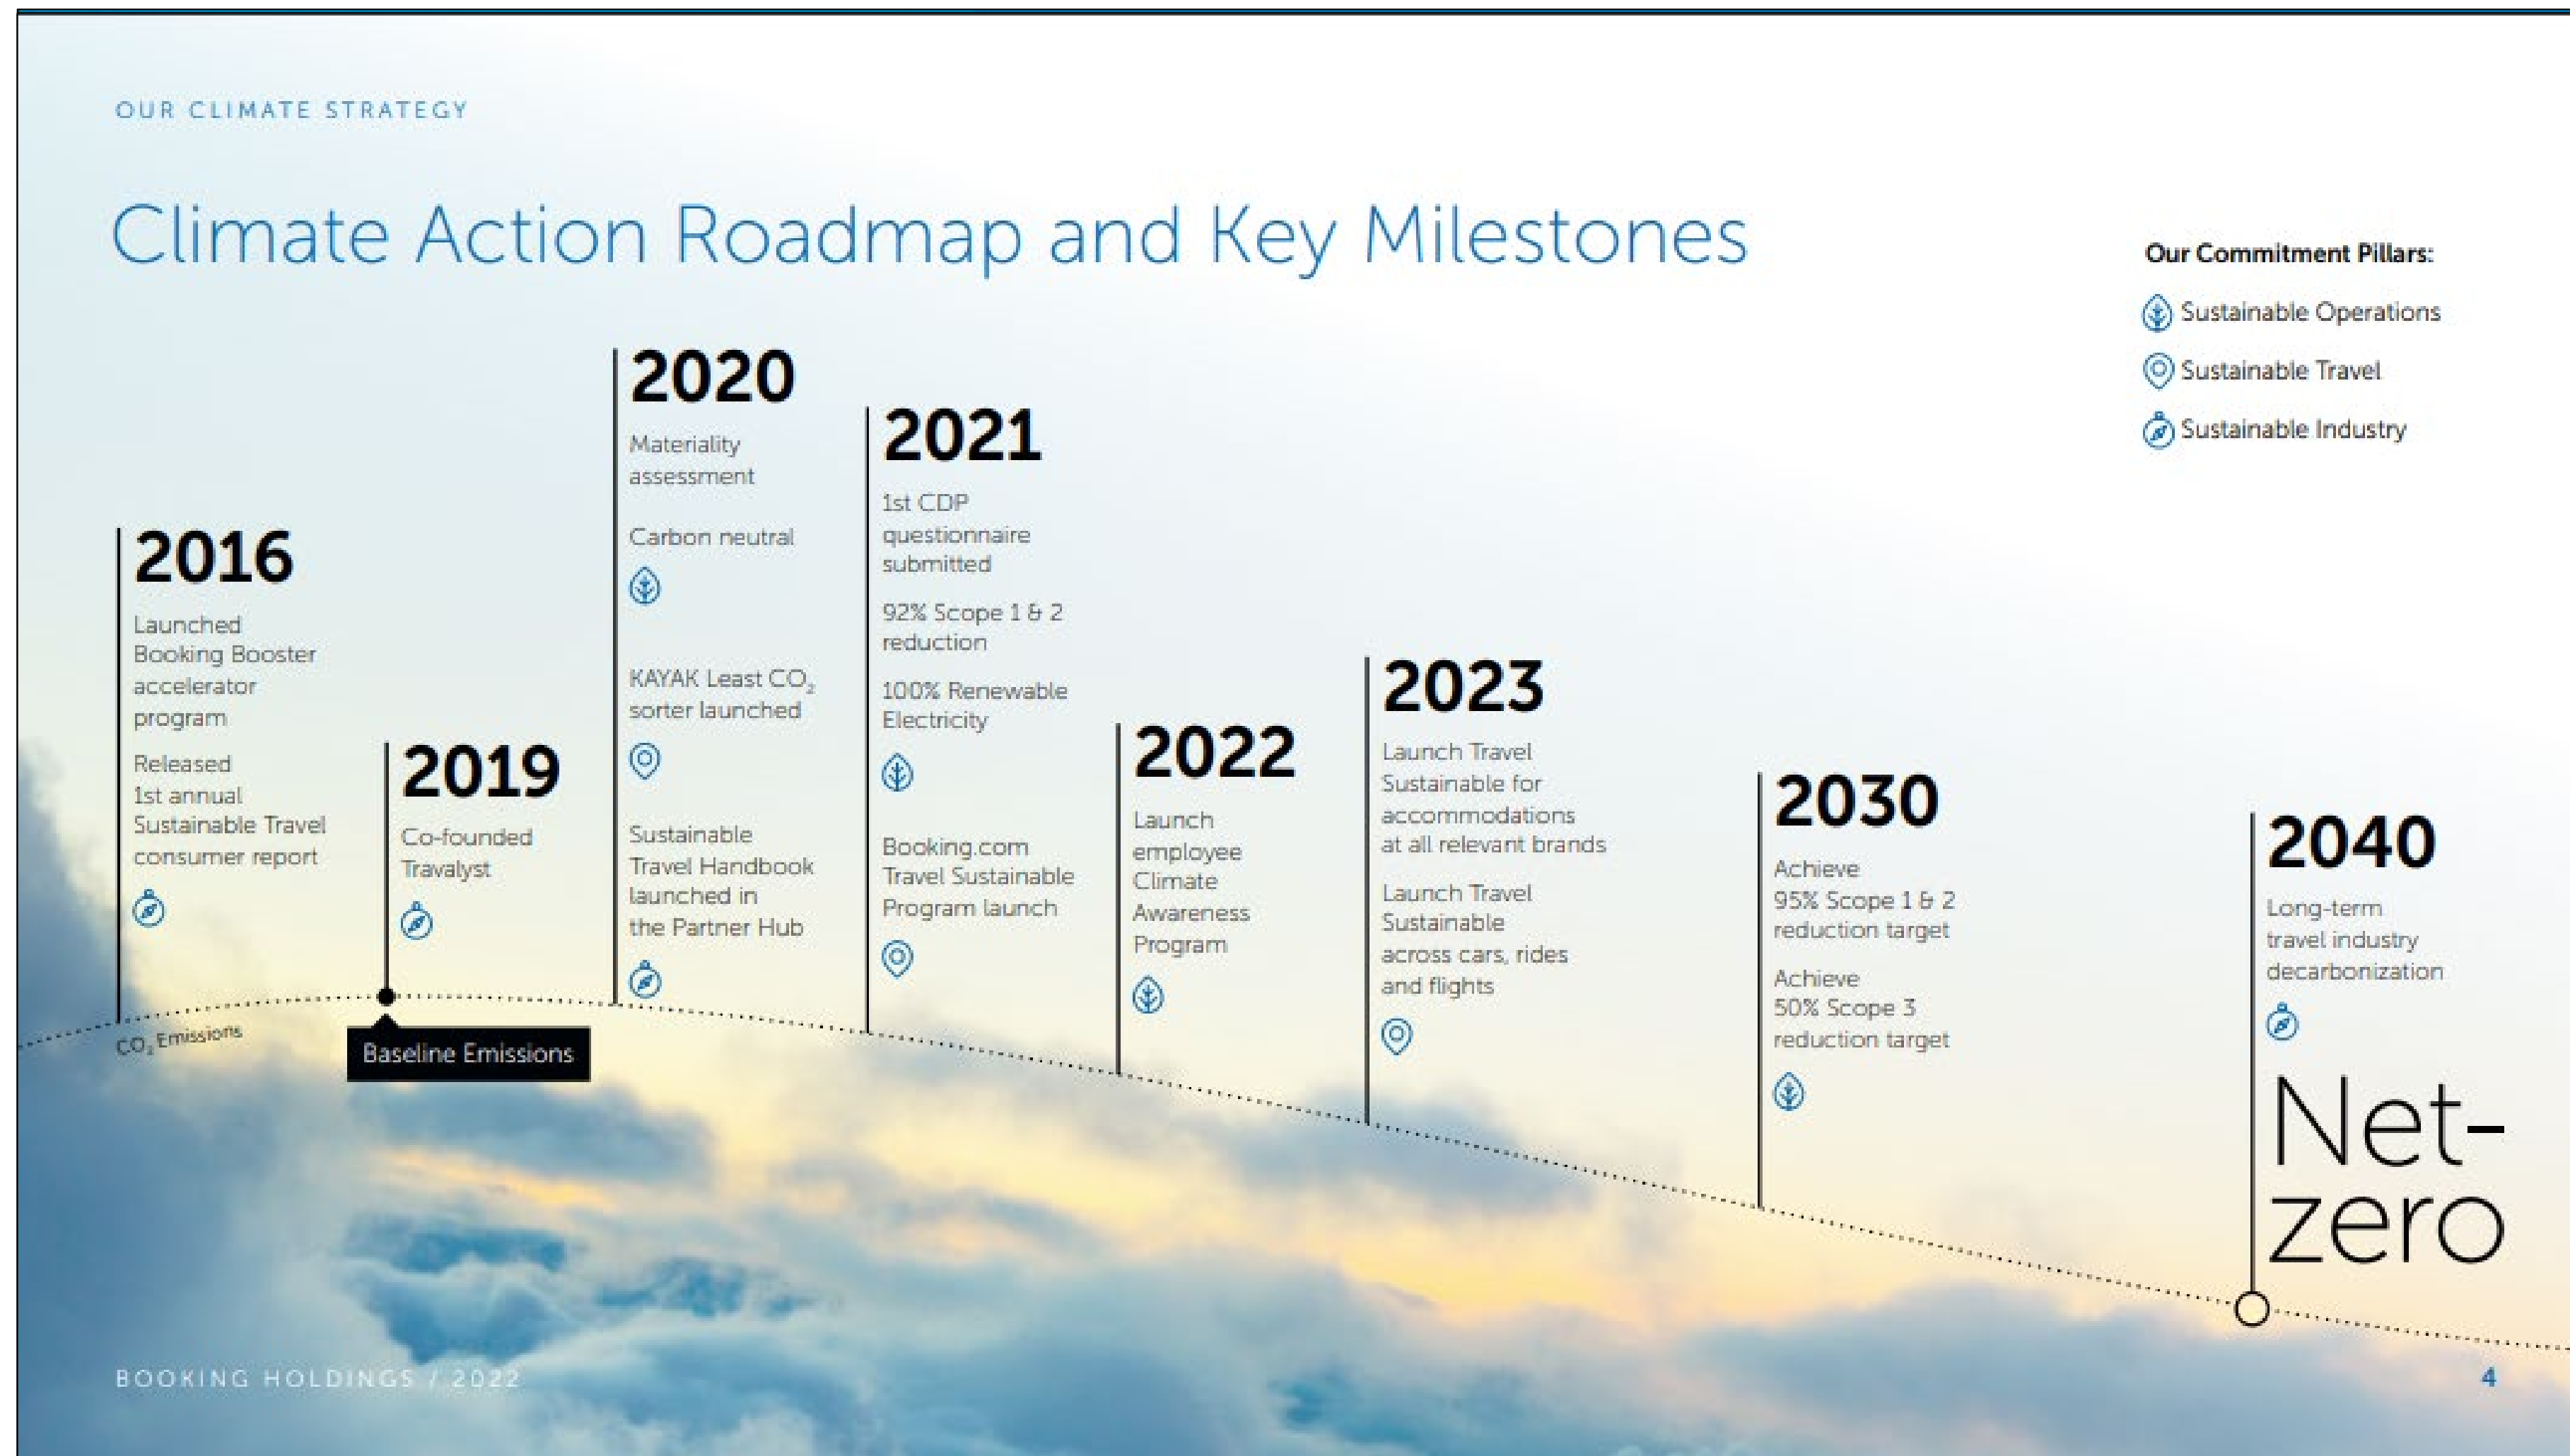 OUR CLIMATE STRATEGY
Climate Action Roadmap and Key Milestones
Our Commitment Pillars:
Sustainable Operations
Sustainable Travel
Sustainable Industry
2016
Launched
Booking Booster
accelerator
program
Released
1st annual
Sustainable Travel
consumer report
2019
Co-founded
Travalyst
2020
Materiality
assessment
Carbon neutral
KAYAK Least CO₂
sorter launched
Sustainable
Travel Handbook
launched in
the Partner Hub
2021
1st CDP
questionnaire
submitted
92% Scope 1 & 2
reduction
100% Renewable
Electricity
Booking.com
Travel Sustainable
Program launch
2022
Launch
employee
Climate
Awareness
Program
2023
Launch Travel
Sustainable for
accommodations
at all relevant brands
Launch Travel
Sustainable
across cars, rides
and flights
2030
Achieve
95% Scope 1 & 2
reduction target
Achieve
50% Scope 3
reduction target
2040
Long-term
travel industry
decarbonization
Net-
zero
CO₂ Emissions
Baseline Emissions
BOOKING HOLDINGS / 2022
4